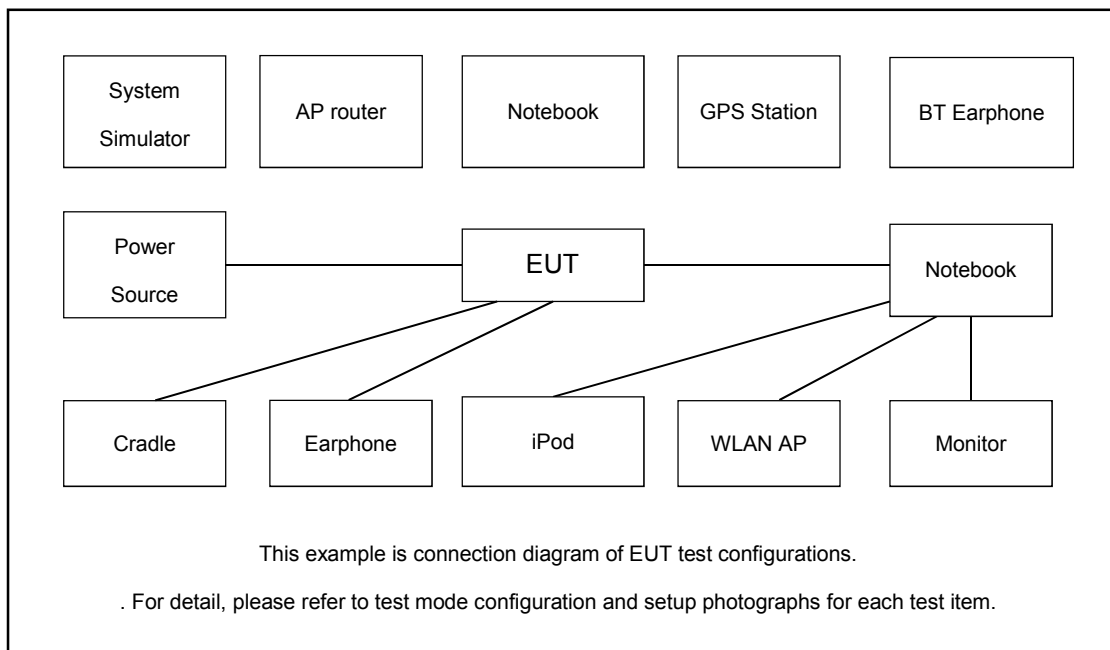 System
Simulator
AP router
Notebook
GPS Station
BT Earphone
Power
Source
EUT
Notebook
Cradle
Earphone
iPod
WLAN AP
Monitor
This example is connection diagram of EUT test configurations.
. For detail, please refer to test mode configuration and setup photographs for each test item.